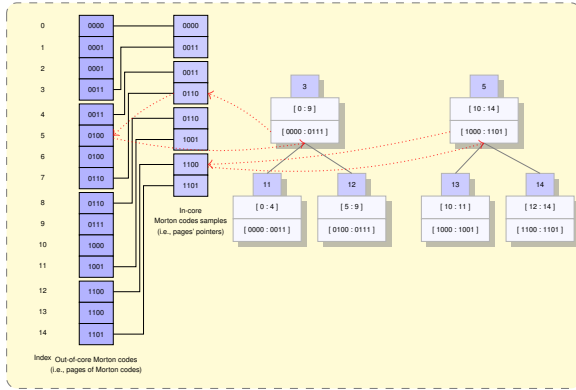 0 0000 0000
1 0001 0011
2 0001 0011
3 0011 0110
4 0011 0110
5 0100 1001
6 0100 1100
7 0110 1101
8 0110
9 0111
10 1000
11 1001
12 1100
13 1100
14 1101
Index Out-of-core Morton codes
(i.e., pages of Morton codes)
In-core
Morton codes samples
(i.e., pages' pointers)
3
[ 0 : 9 ]
[ 0000 : 0111 ]
5
[ 10 : 14 ]
[ 1000 : 1101 ]
11
[ 0 : 4 ]
[ 0000 : 0011 ]
12
[ 5 : 9 ]
[ 0100 : 0111 ]
13
[ 10 : 11 ]
[ 1000 : 1001 ]
14
[ 12 : 14 ]
[ 1100 : 1101 ]